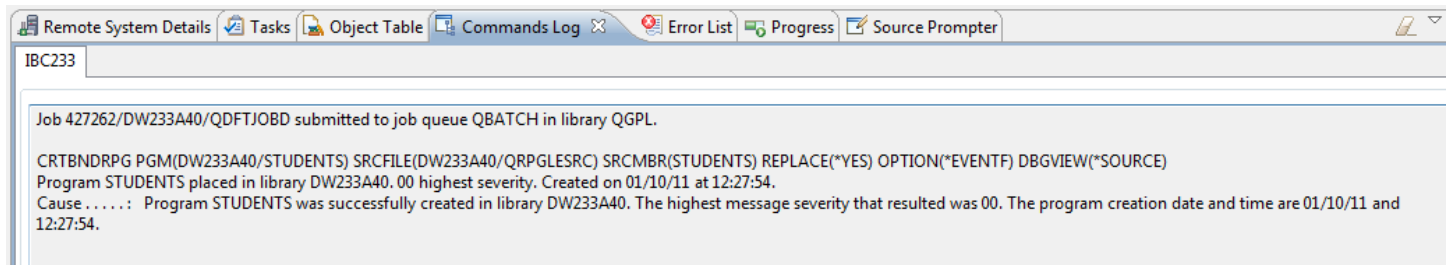 Remote System Details Tasks Object Table Commands Log Error List Progress Source Prompter
IBC233
Job 427262/DW233A40/QDFTJOBD submitted to job queue QBATCH in library QGPL.
CRTBNDRPG PGM(DW233A40/STUDENTS) SRCFILE(DW233A40/QRPGLESRC) SRCMBR(STUDENTS) REPLACE(*YES) OPTION(*EVENTF) DBGVIEW(*SOURCE)
Program STUDENTS placed in library DW233A40. 00 highest severity. Created on 01/10/11 at 12:27:54.
Cause . . . . . :   Program STUDENTS was successfully created in library DW233A40. The highest message severity that resulted was 00. The program creation date and time are 01/10/11 and
12:27:54.